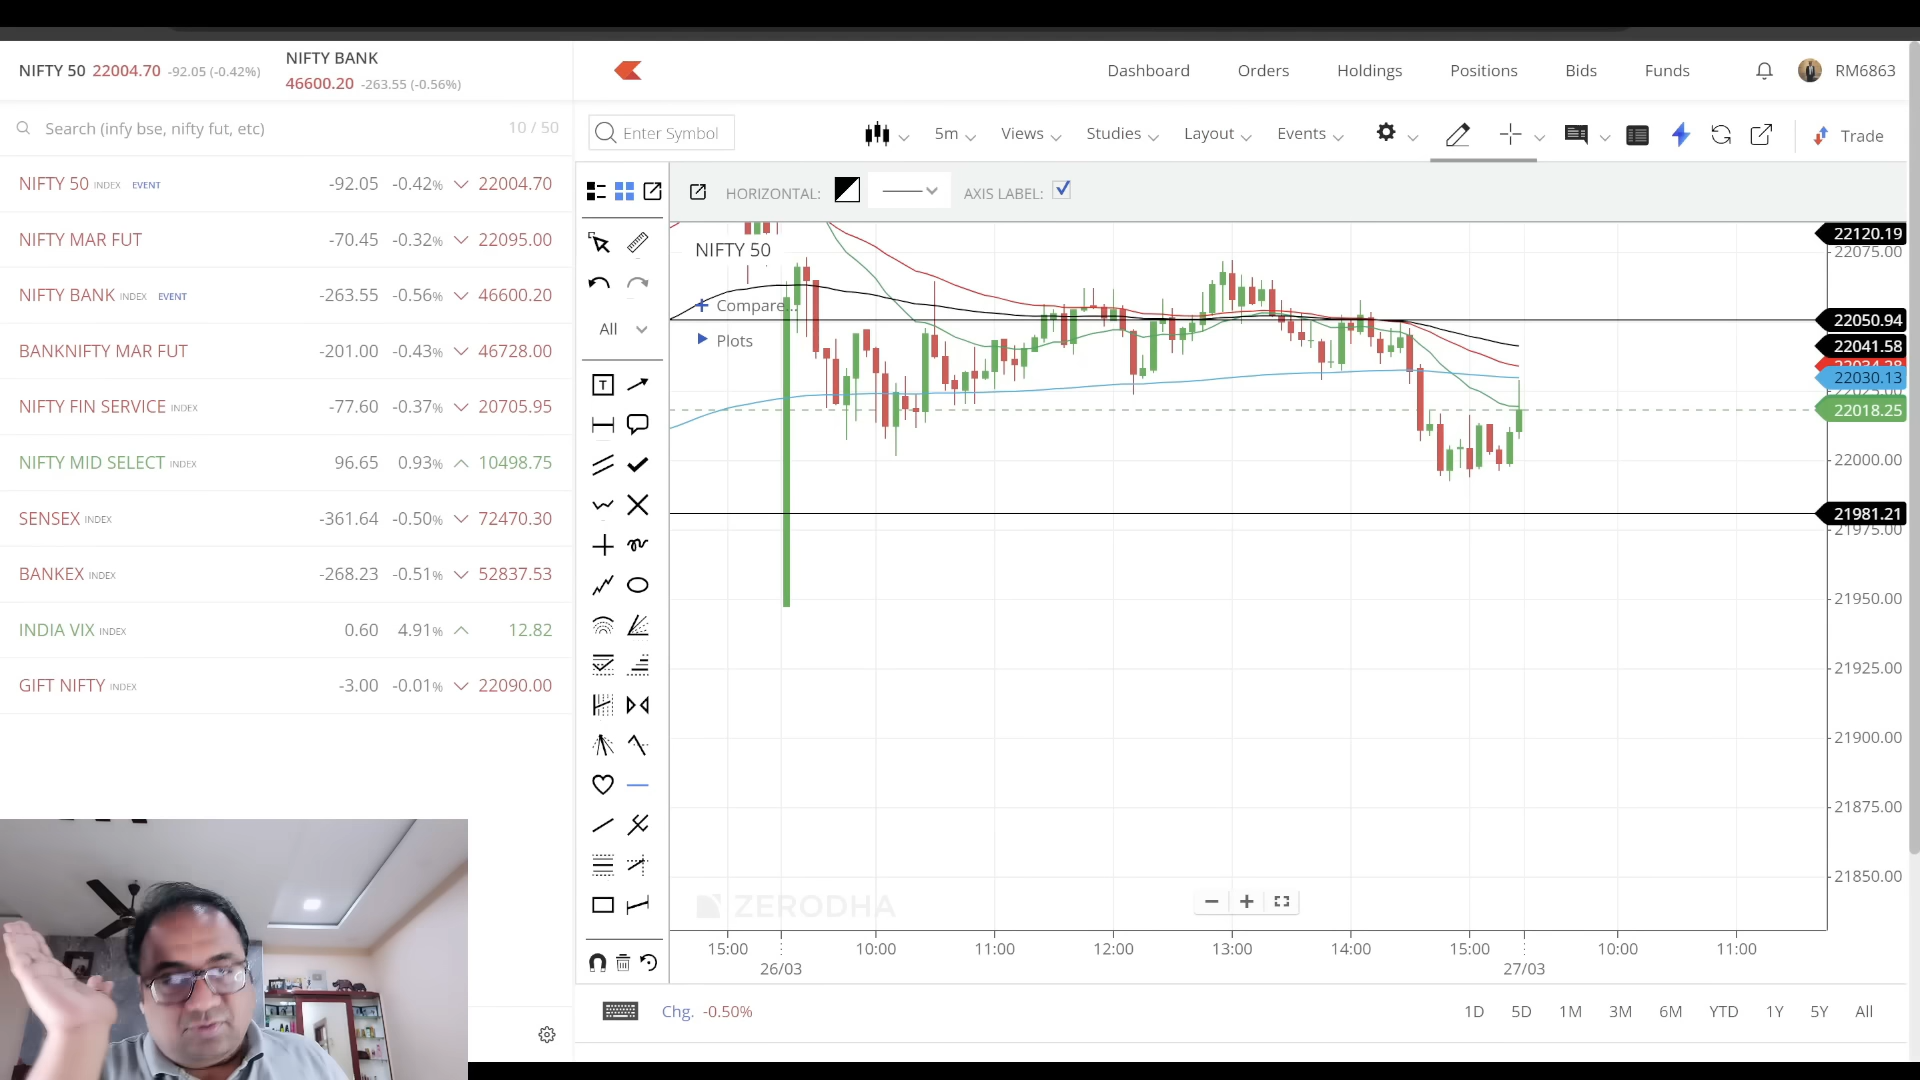 NIFTY 50 22004.70 -92.05 (-0.42%)
NIFTY BANK
46600.20 -263.55 (-0.56%)
Dashboard Orders Holdings Positions Bids Funds RM6863
Search (infy bse, nifty fut, etc) 10 / 50
Enter Symbol 5m Views Studies Layout Events Trade
NIFTY 50 INDEX EVENT -92.05 -0.42% 22004.70
NIFTY MAR FUT -70.45 -0.32% 22095.00
NIFTY BANK INDEX EVENT -263.55 -0.56% 46600.20
BANKNIFTY MAR FUT -201.00 -0.43% 46728.00
NIFTY FIN SERVICE INDEX -77.60 -0.37% 20705.95
NIFTY MID SELECT INDEX 96.65 0.93% 10498.75
SENSEX INDEX -361.64 -0.50% 72470.30
BANKEX INDEX -268.23 -0.51% 52837.53
INDIA VIX INDEX 0.60 4.91% 12.82
GIFT NIFTY INDEX -3.00 -0.01% 22090.00
HORIZONTAL: AXIS LABEL:
All
T
NIFTY 50
Compare...
Plots
22120.19
22075.00
22050.94
22041.58
22030.13
22018.25
22000.00
21981.21
21975.00
21950.00
21925.00
21900.00
21875.00
21850.00
ZERODHA
15:00 10:00 11:00 12:00 13:00 14:00 15:00 10:00 11:00
26/03 27/03
Chg. -0.50% 1D 5D 1M 3M 6M YTD 1Y 5Y All